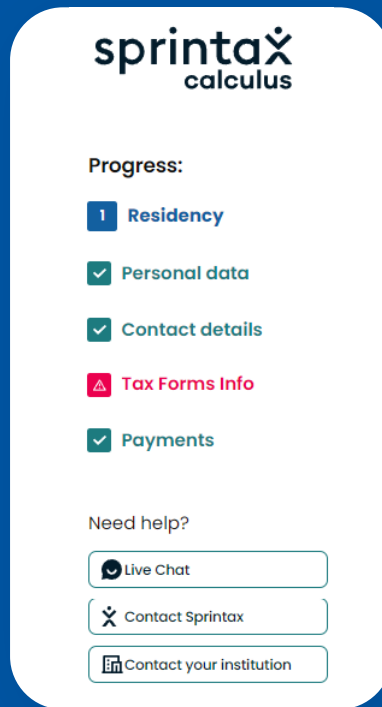 sprintax
calculus
Progress:
1 Residency
Personal data
Contact details
Tax Forms Info
Payments
Need help?
Live Chat
Contact Sprintax
Contact your institution